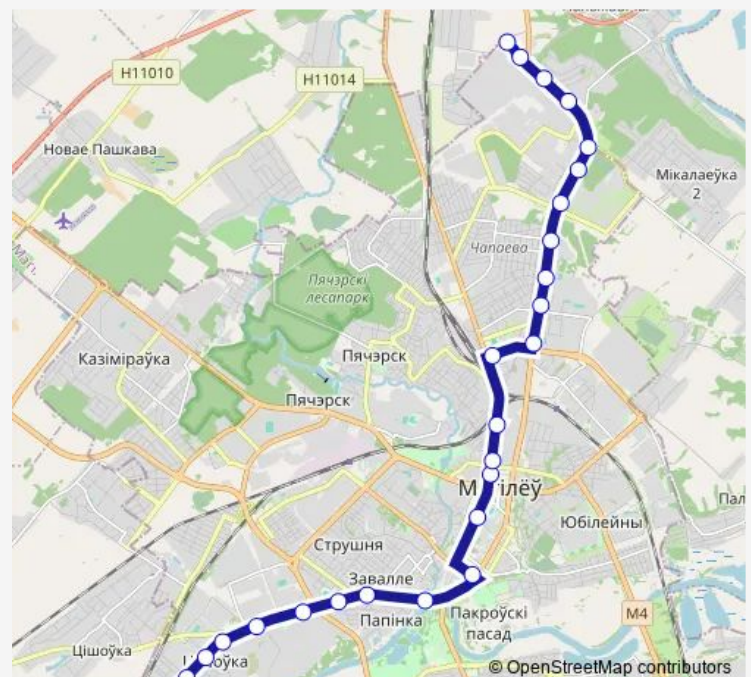 H11010
H11014
Новае Пашкава
Мікалаеўка
2
Чапаева
Пячэрскі
лесапарк
Казіміраўка
Пячэрск
Пячэрск
Юбілейны
Струшня
Завалле
Папінка
Пакроўскі
пасад
M4
Цішоўка
© OpenStreetMap contributors